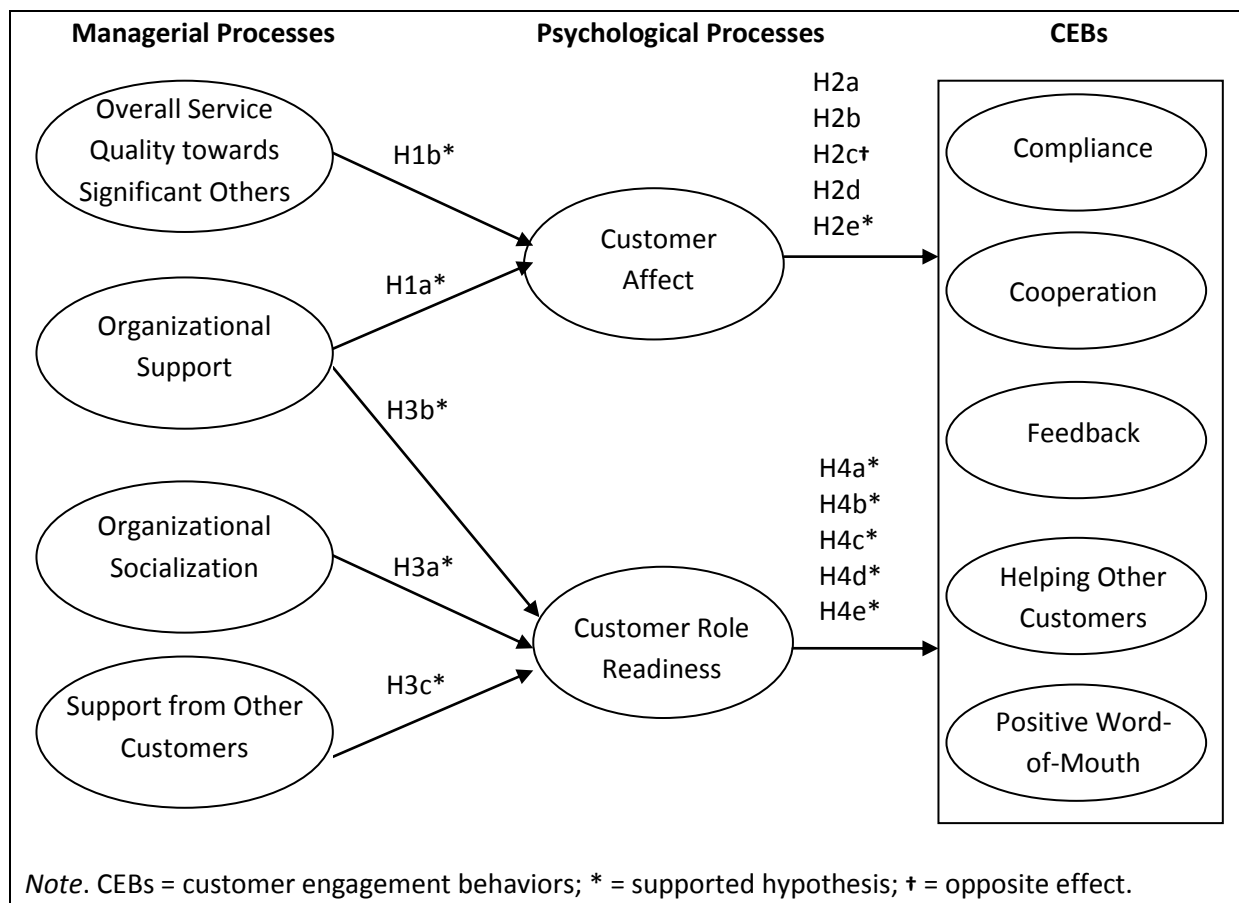 Managerial Processes
Psychological Processes
CEBs
Overall Service
Quality towards
Significant Others
H1b*
Organizational
Support
H1a*
H3b*
Organizational
Socialization
H3a*
Support from Other
Customers
H3c*
Customer
Affect
Customer Role
Readiness
H2a
H2b
H2c✝
H2d
H2e*
H4a*
H4b*
H4c*
H4d*
H4e*
Compliance
Cooperation
Feedback
Helping Other
Customers
Positive Word-
of-Mouth
Note. CEBs = customer engagement behaviors; * = supported hypothesis; ✝ = opposite effect.